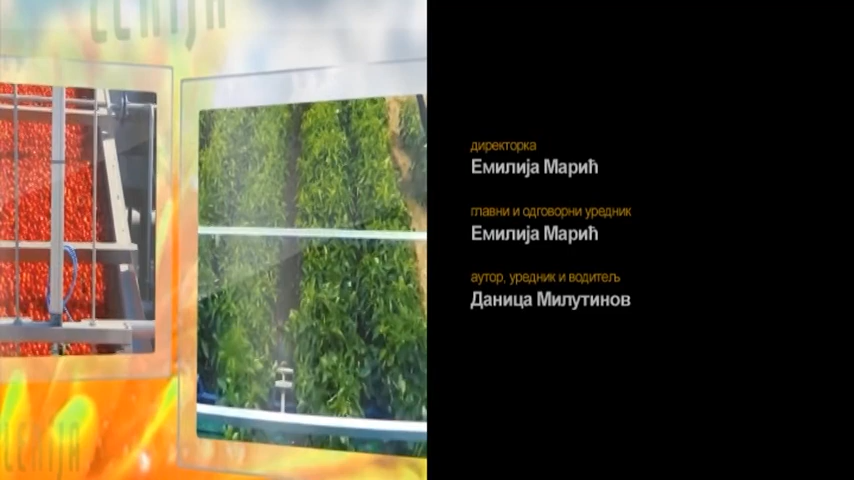 директорка
Емилија Марић
главни и одговорни уредник
Емилија Марић
аутор, уредник и водитељ
Даница Милутинов